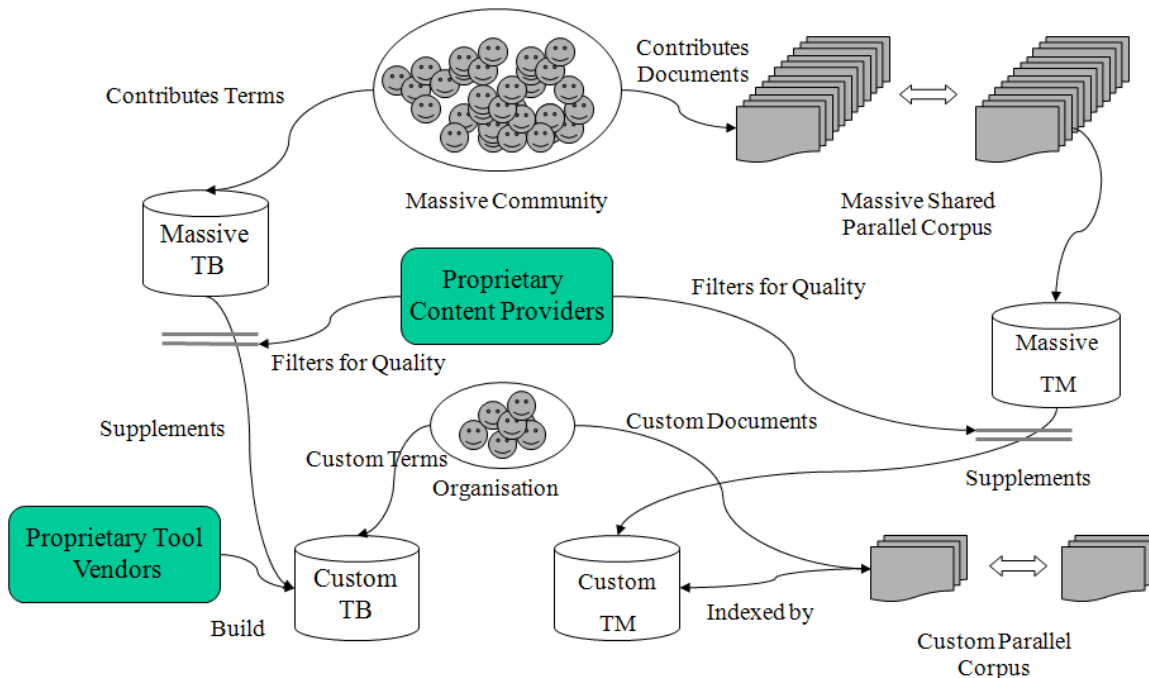 Contributes
Documents
Contributes Terms
Massive Community
Massive Shared
Parallel Corpus
Massive
TB
Proprietary
Content Providers
Filters for Quality
Filters for Quality
Massive
TM
Supplements
Custom Terms
Custom Documents
Organisation
Supplements
Proprietary Tool
Vendors
Custom
TB
Custom
TM
Build
Indexed by
Custom Parallel
Corpus